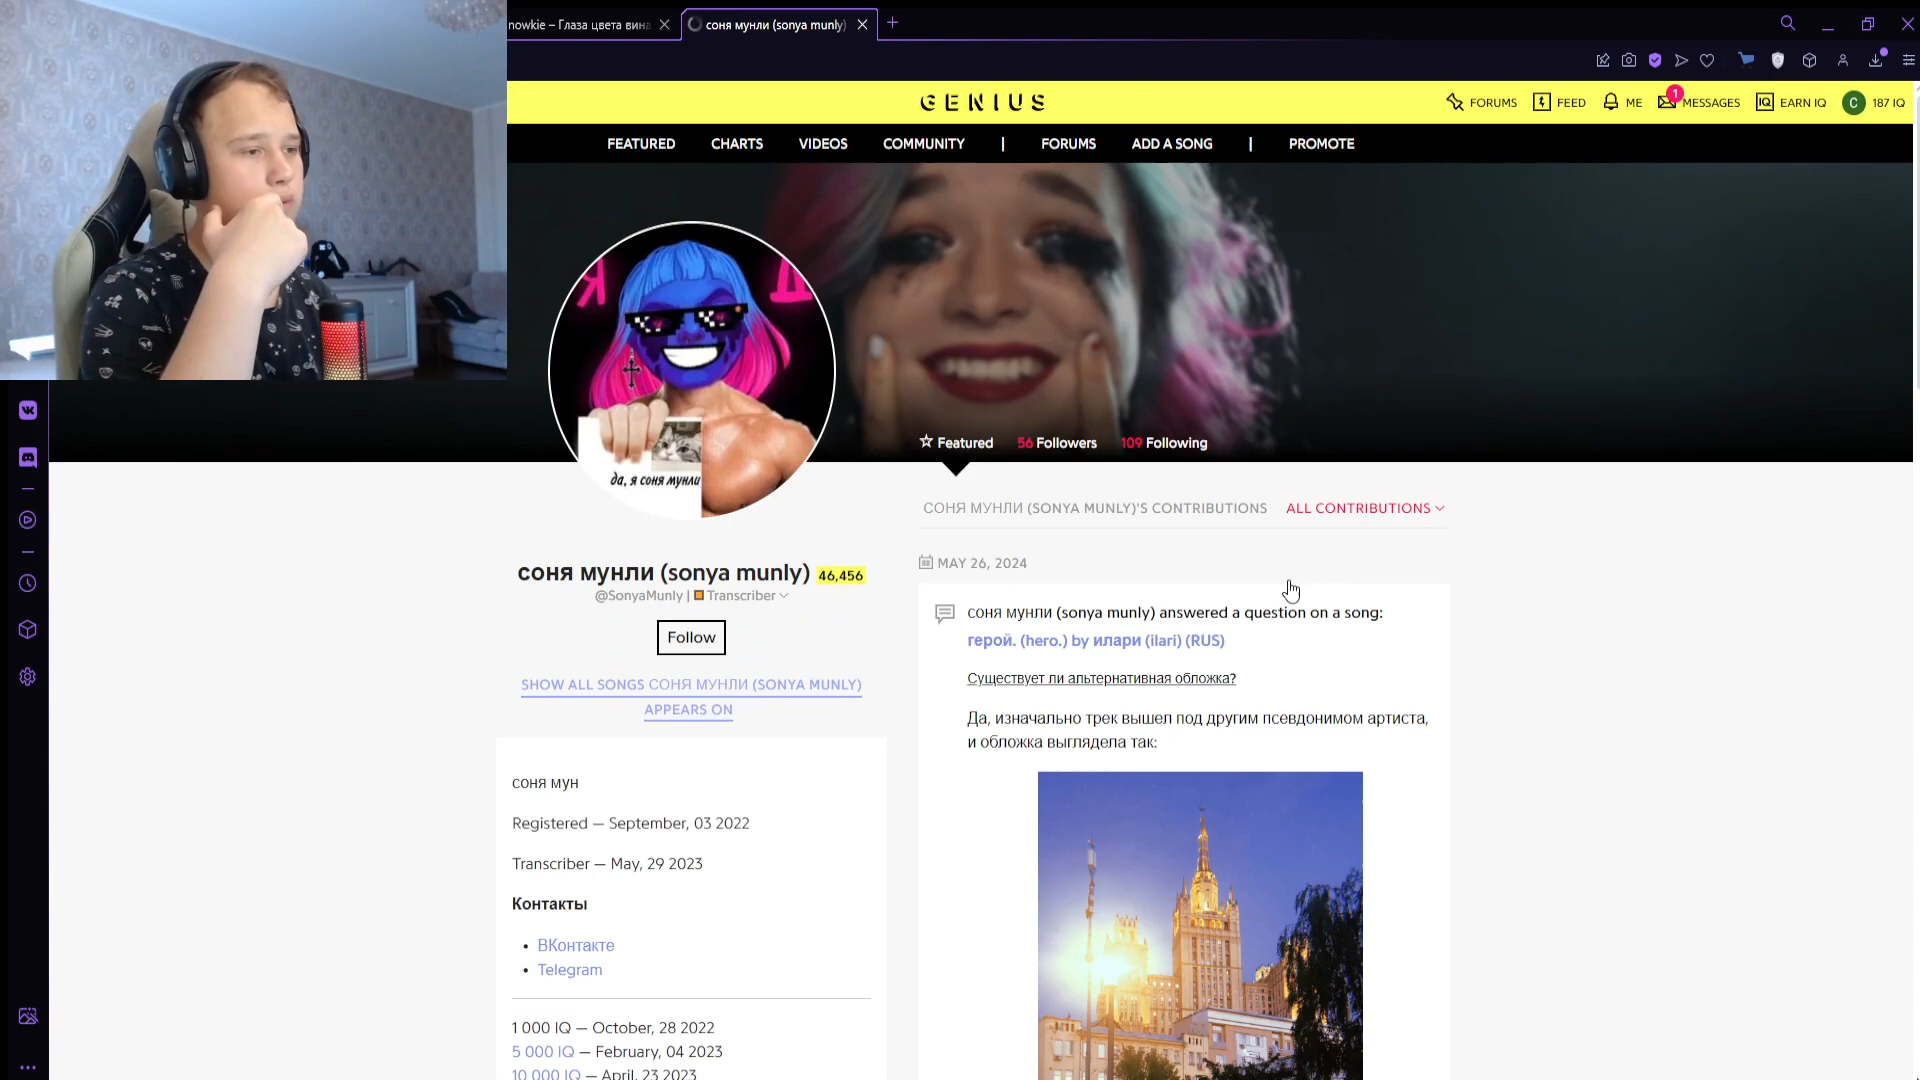 nowkie – Глаза цвета вина
соня мунли (sonya munly)
GENIUS
FORUMS
FEED
ME
1
MESSAGES
IQ
EARN IQ
C
187 IQ
FEATURED
CHARTS
VIDEOS
COMMUNITY
|
FORUMS
ADD A SONG
|
PROMOTE
да, я соня мунли
Featured
56 Followers
109 Following
СОНЯ МУНЛИ (SONYA MUNLY)'S CONTRIBUTIONS
ALL CONTRIBUTIONS
соня мунли (sonya munly) 46,456
@SonyaMunly | Transcriber
Follow
SHOW ALL SONGS СОНЯ МУНЛИ (SONYA MUNLY)
APPEARS ON
соня мун
Registered — September, 03 2022
Transcriber — May, 29 2023
Контакты
• ВКонтакте
• Telegram
1 000 IQ — October, 28 2022
5 000 IQ — February, 04 2023
10 000 IQ — April, 23 2023
MAY 26, 2024
соня мунли (sonya munly) answered a question on a song:
герой. (hero.) by илари (ilari) (RUS)
Существует ли альтернативная обложка?
Да, изначально трек вышел под другим псевдонимом артиста,
и обложка выглядела так: